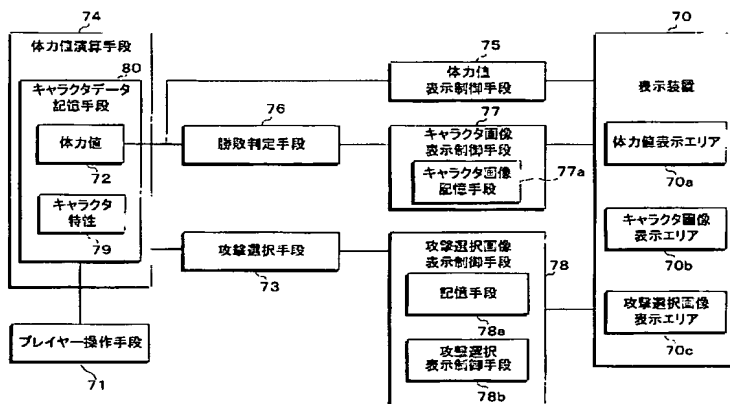 74
体力値演算手段
80
キャラクタデータ
記憶手段
体力値
72
キャラクタ
特性
79
プレイヤー操作手段
71
76
勝敗判定手段
攻撃選択手段
73
75
体力値
表示制御手段
77
キャラクタ画像
表示制御手段
キャラクタ画像
記憶手段
77a
攻撃選択画像
表示制御手段
78
記憶手段
78a
攻撃選択
表示制御手段
78b
70
表示装置
体力値表示エリア
70a
キャラクタ画像
表示エリア
70b
攻撃選択画像
表示エリア
70c